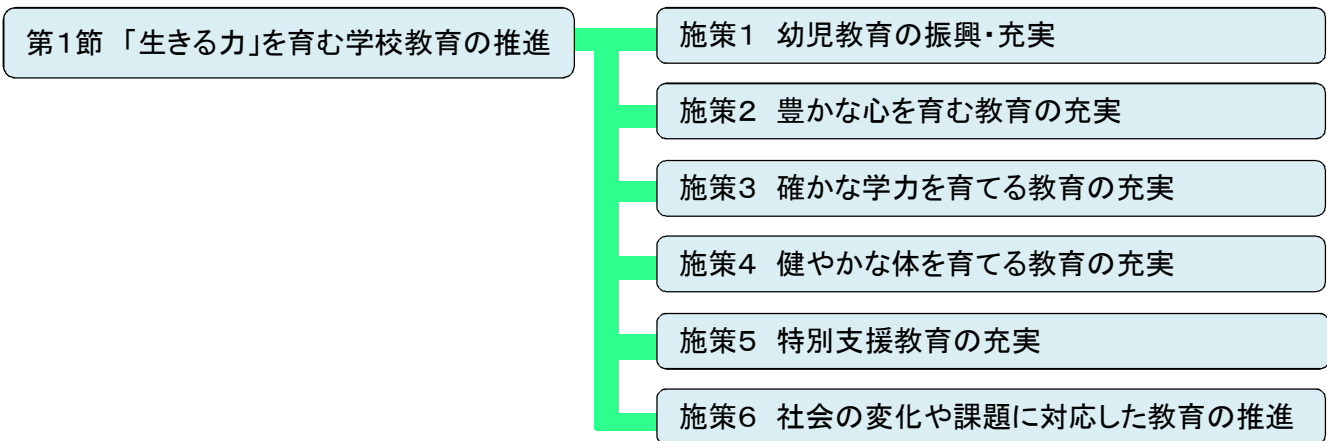 第１節　「生きる力」を育む学校教育の推進
施策１　幼児教育の振興・充実
施策２　豊かな心を育む教育の充実
施策３　確かな学力を育てる教育の充実
施策４　健やかな体を育てる教育の充実
施策５　特別支援教育の充実
施策６　社会の変化や課題に対応した教育の推進